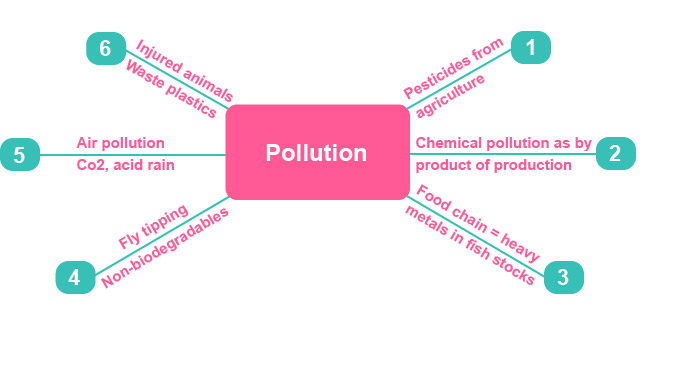 Pollution
1
Pesticides from
agriculture
2
Chemical pollution as by
product of production
3
Food chain = heavy
metals in fish stocks
4
Fly tipping
Non-biodegradables
5
Air pollution
Co2, acid rain
6
Injured animals
Waste plastics